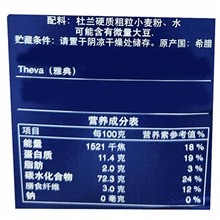 配料：杜兰硬质粗粒小麦粉、水
可能含有微量大豆。
贮藏条件：请置于阴凉干燥处储存。原产国：希腊
Theva（雅典）
营养成分表
项目 每100克 营养素参考值%
能量 1521 千焦 18 %
蛋白质 11.4 克 19 %
脂肪 2.0 克 3 %
碳水化合物 72.3 克 24 %
膳食纤维 3.0 克 12 %
钠 0 毫克 0 %